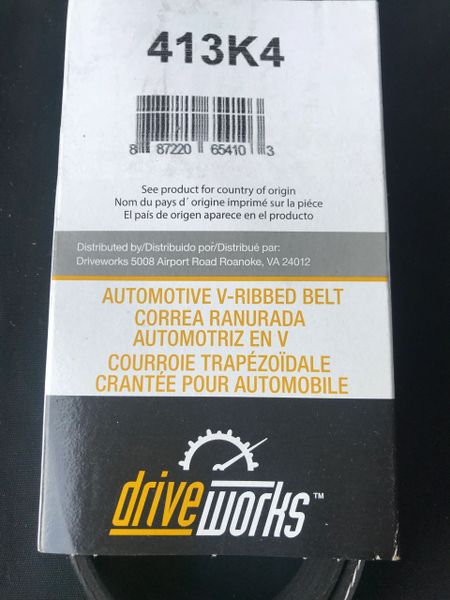 413K4
8 87220 65410 3
See product for country of origin
Nom du pays d´ origine imprimé sur la piéce
El país de origen aparece en el producto
Distributed by/Distribuido por/Distribué par:
Driveworks 5008 Airport Road Roanoke, VA 24012
AUTOMOTIVE V-RIBBED BELT
CORREA RANURADA
AUTOMOTRIZ EN V
COURROIE TRAPÉZOÏDALE
CRANTÉE POUR AUTOMOBILE
driveworks™